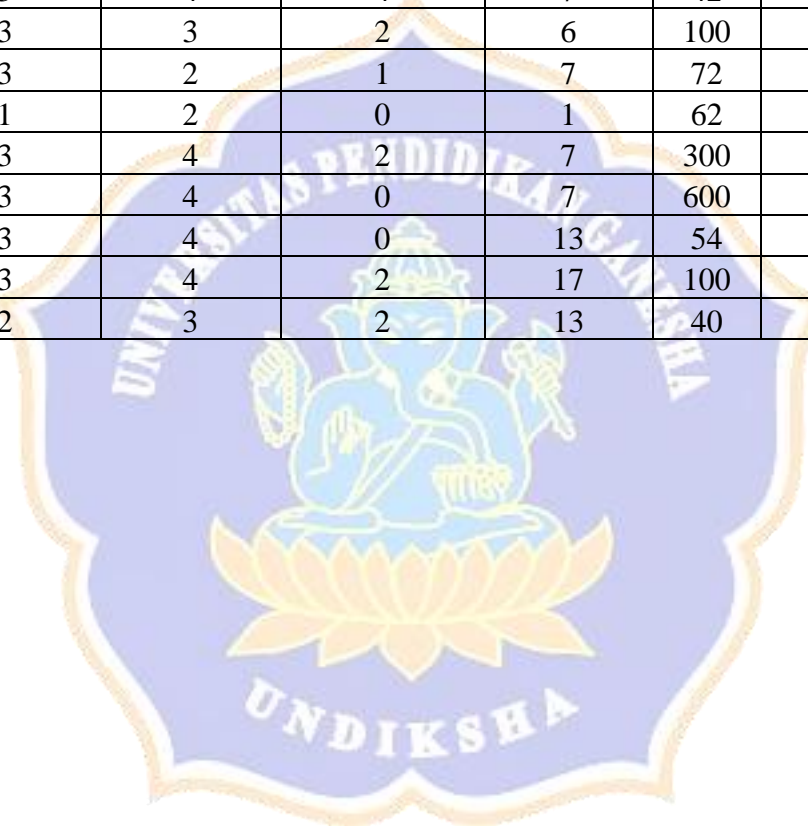 3 3 2 6 100
3 2 1 7 72
1 2 0 1 62
3 4 2 7 300
3 4 0 7 600
3 4 0 13 54
3 4 2 17 100
2 3 2 13 40
UNIVERSITAS PENDIDIKAN GANESHA
UNDIKSHA